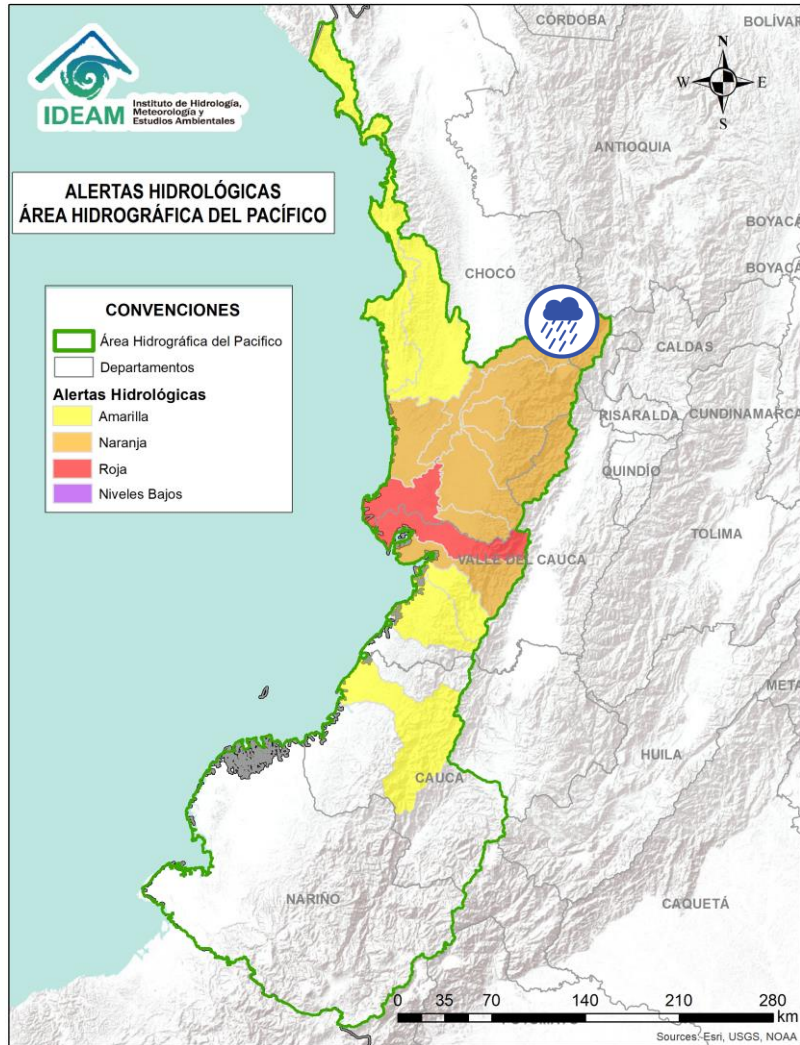 IDEAM
Instituto de Hidrología,
Meteorología y
Estudios Ambientales
ALERTAS HIDROLÓGICAS
ÁREA HIDROGRÁFICA DEL PACÍFICO
CONVENCIONES
Área Hidrográfica del Pacifico
Departamentos
Alertas Hidrológicas
Amarilla
Naranja
Roja
Niveles Bajos
N
W
E
S
CÓRDOBA
BOLÍVAR
ANTIOQUIA
BOYACÁ
BOYACÁ
CHOCÓ
CALDAS
RISARALDA
CUNDINAMARCA
QUINDÍO
TOLIMA
VALLE DEL CAUCA
META
HUILA
CAUCA
NARIÑO
CAQUETÁ
0 35 70 140 210 280
km
Sources: Esri, USGS, NOAA